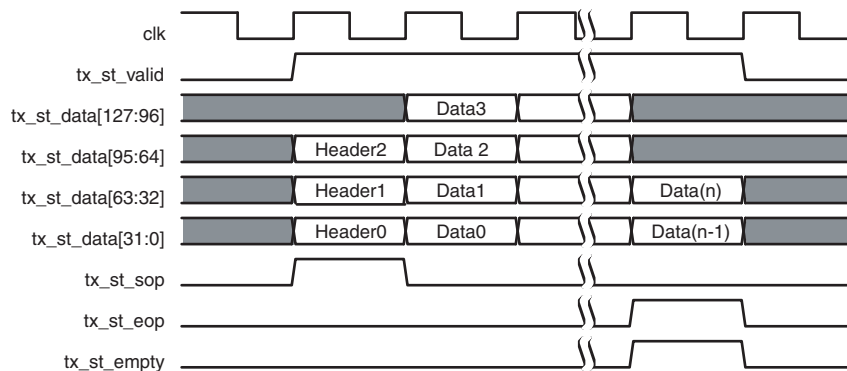 clk
tx_st_valid
tx_st_data[127:96] Data3
tx_st_data[95:64] Header2 Data 2
tx_st_data[63:32] Header1 Data1 Data(n)
tx_st_data[31:0] Header0 Data0 Data(n-1)
tx_st_sop
tx_st_eop
tx_st_empty